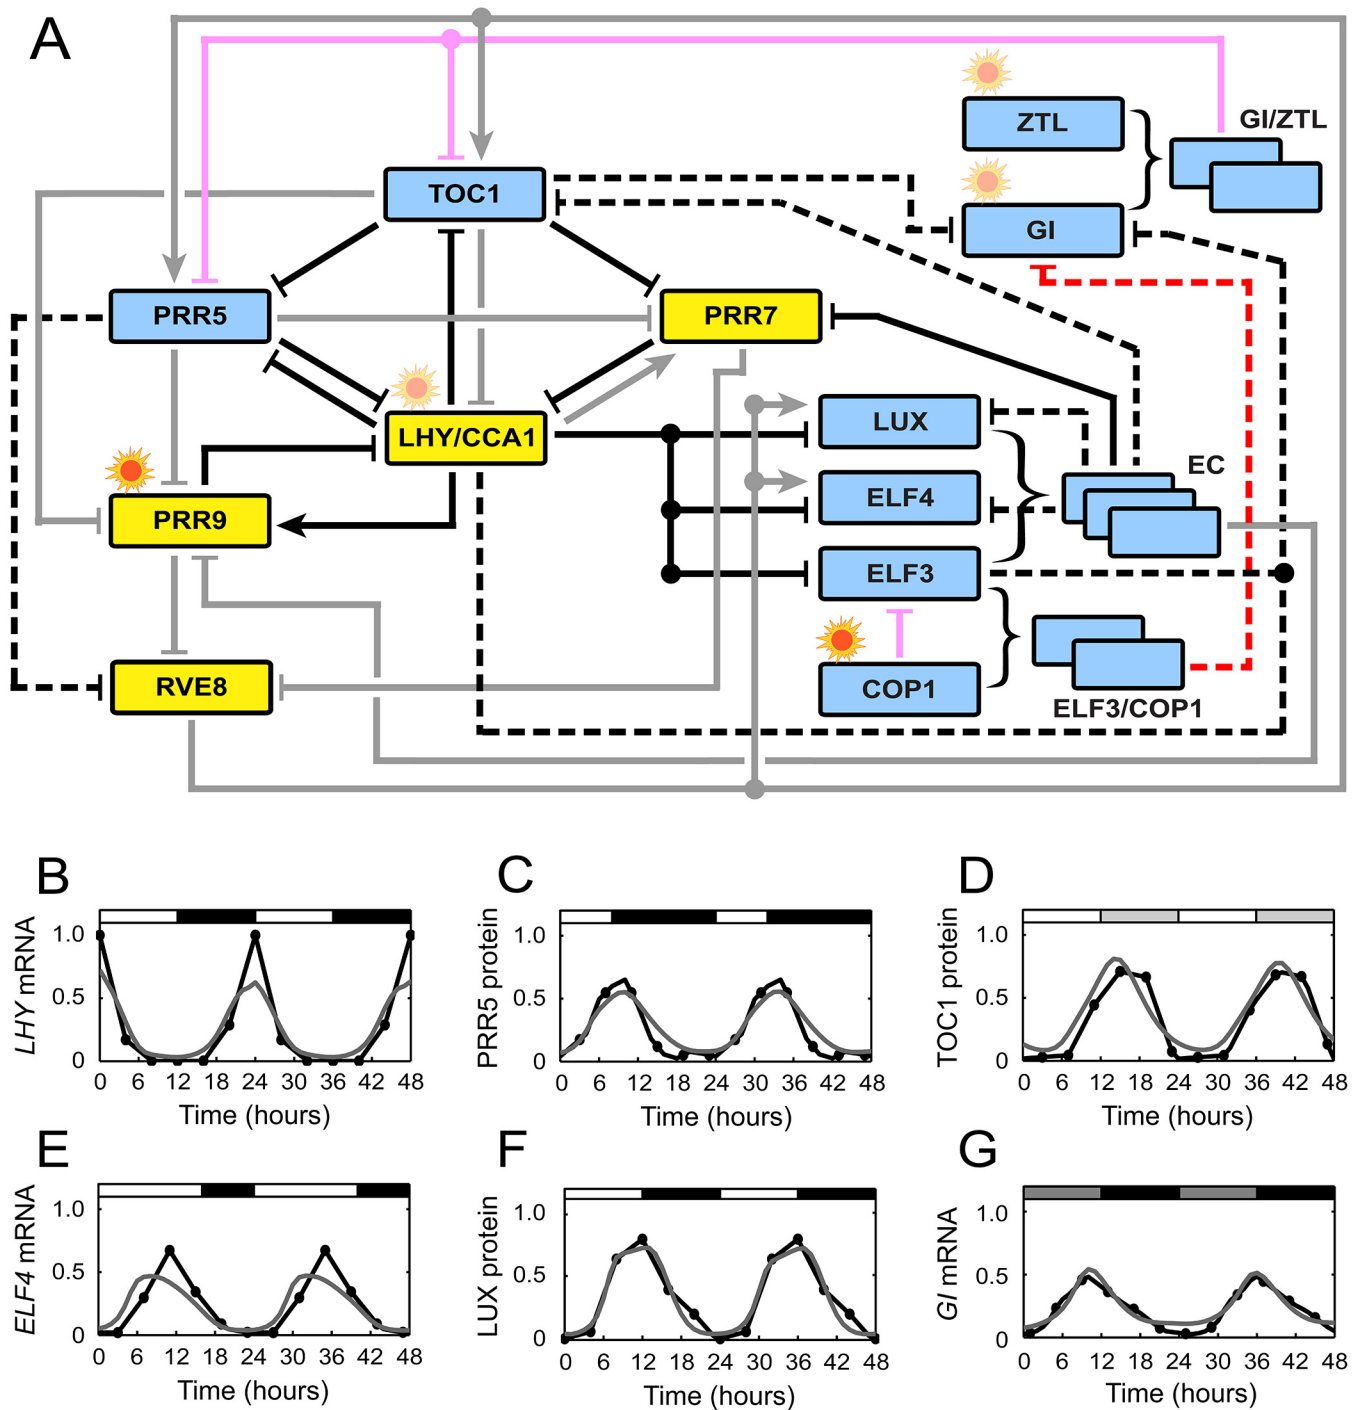 A
ZTL
GI/ZTL
TOC1
GI
PRR5
PRR7
LUX
LHY/CCA1
EC
ELF4
PRR9
ELF3
RVE8
COP1
ELF3/COP1
B
LHY mRNA
1.0
0.5
0
0 6 12 18 24 30 36 42 48
Time (hours)
C
PRR5 protein
1.0
0.5
0
0 6 12 18 24 30 36 42 48
Time (hours)
D
TOC1 protein
1.0
0.5
0
0 6 12 18 24 30 36 42 48
Time (hours)
E
ELF4 mRNA
1.0
0.5
0
0 6 12 18 24 30 36 42 48
Time (hours)
F
LUX protein
1.0
0.5
0
0 6 12 18 24 30 36 42 48
Time (hours)
G
GI mRNA
1.0
0.5
0
0 6 12 18 24 30 36 42 48
Time (hours)